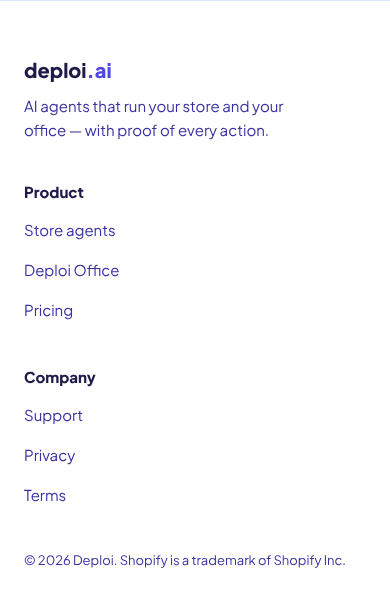 deploi.ai
AI agents that run your store and your
office — with proof of every action.
Product
Store agents
Deploi Office
Pricing
Company
Support
Privacy
Terms
© 2026 Deploi. Shopify is a trademark of Shopify Inc.